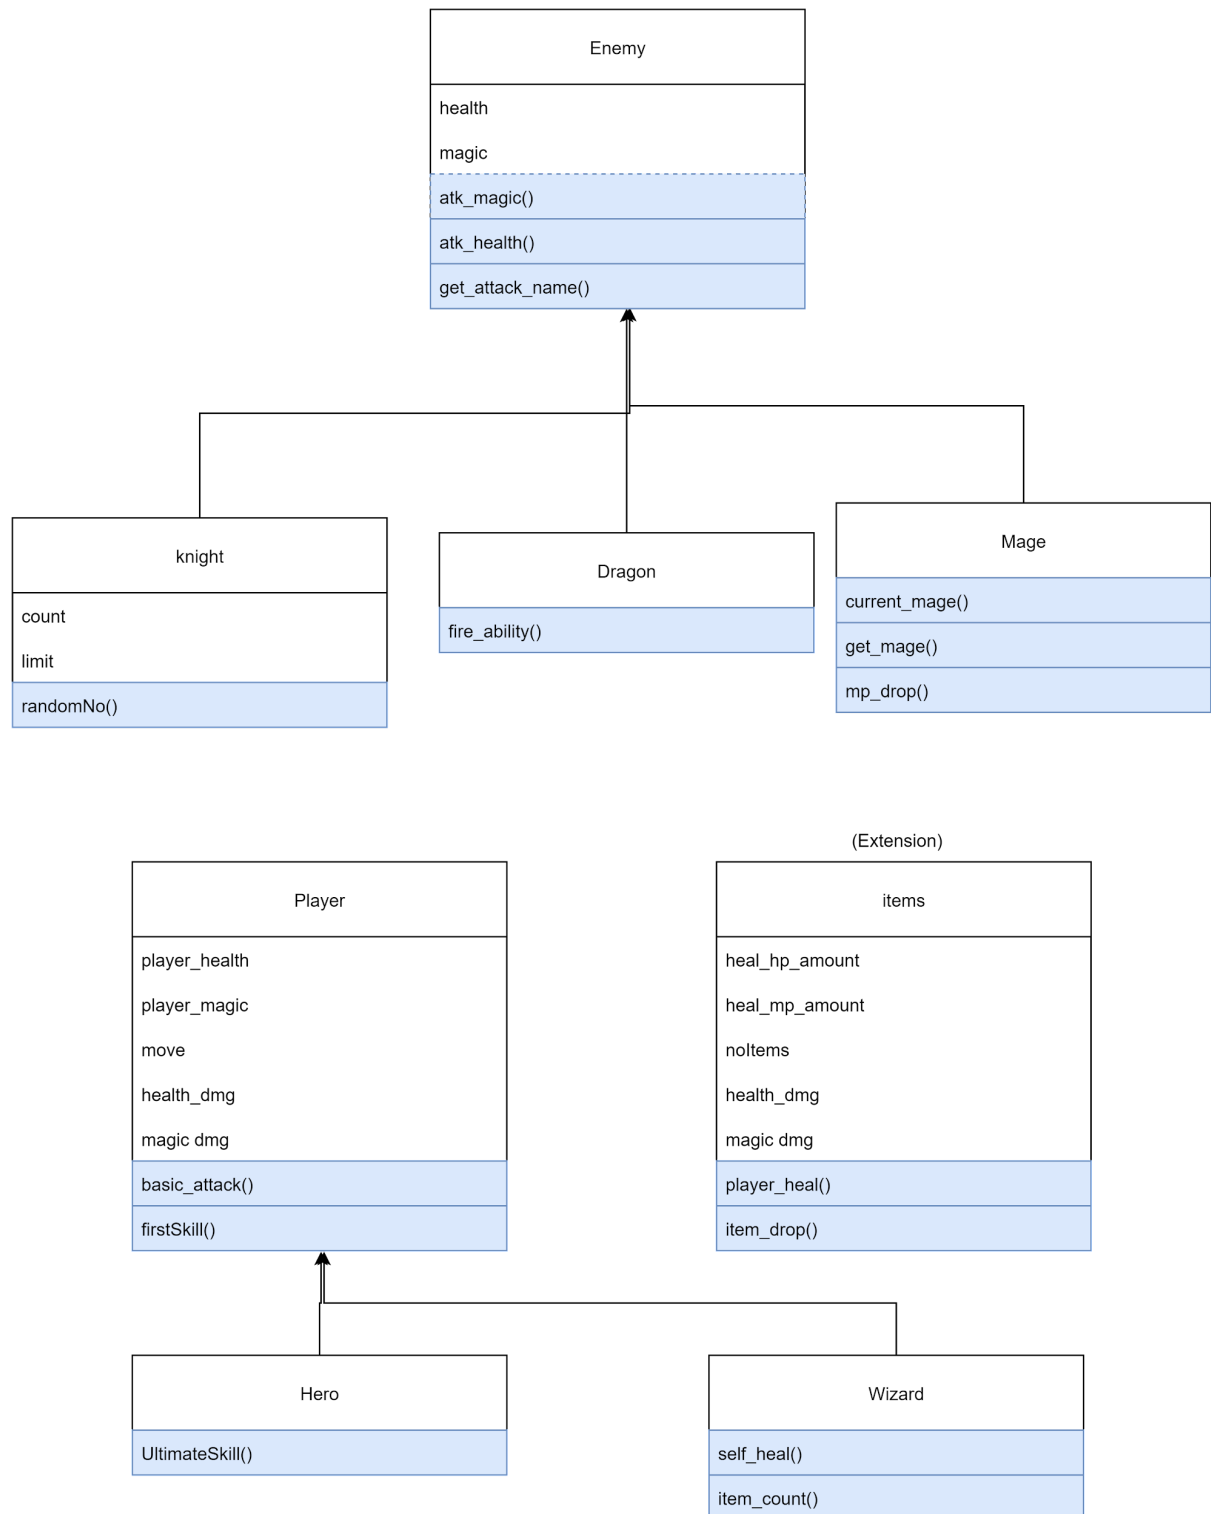 Enemy
health
magic
atk_magic()
atk_health()
get_attack_name()
knight
count
limit
randomNo()
Dragon
fire_ability()
Mage
current_mage()
get_mage()
mp_drop()
Player
player_health
player_magic
move
health_dmg
magic dmg
basic_attack()
firstSkill()
(Extension)
items
heal_hp_amount
heal_mp_amount
noItems
health_dmg
magic dmg
player_heal()
item_drop()
Hero
UltimateSkill()
Wizard
self_heal()
item_count()